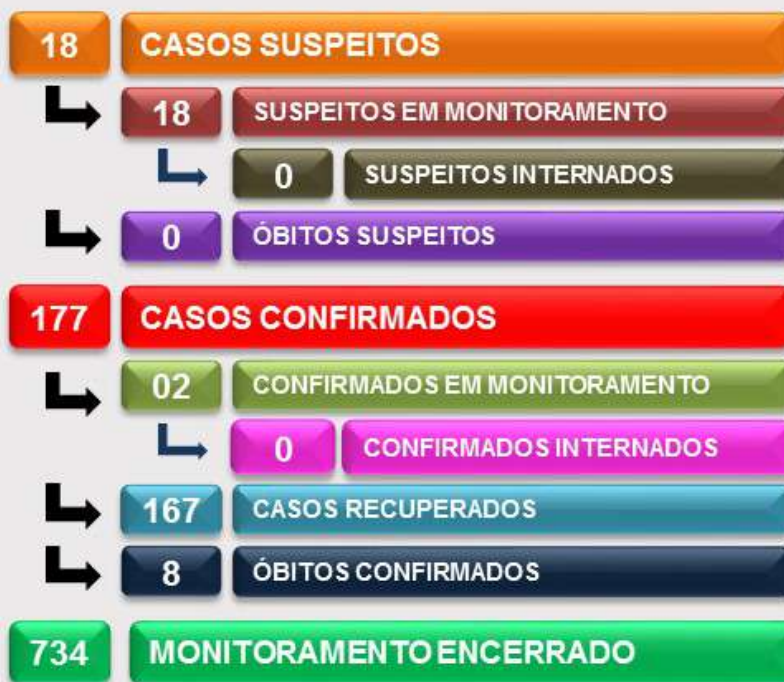 18 CASOS SUSPEITOS
18 SUSPEITOS EM MONITORAMENTO
0 SUSPEITOS INTERNADOS
0 ÓBITOS SUSPEITOS
177 CASOS CONFIRMADOS
02 CONFIRMADOS EM MONITORAMENTO
0 CONFIRMADOS INTERNADOS
167 CASOS RECUPERADOS
8 ÓBITOS CONFIRMADOS
734 MONITORAMENTO ENCERRADO